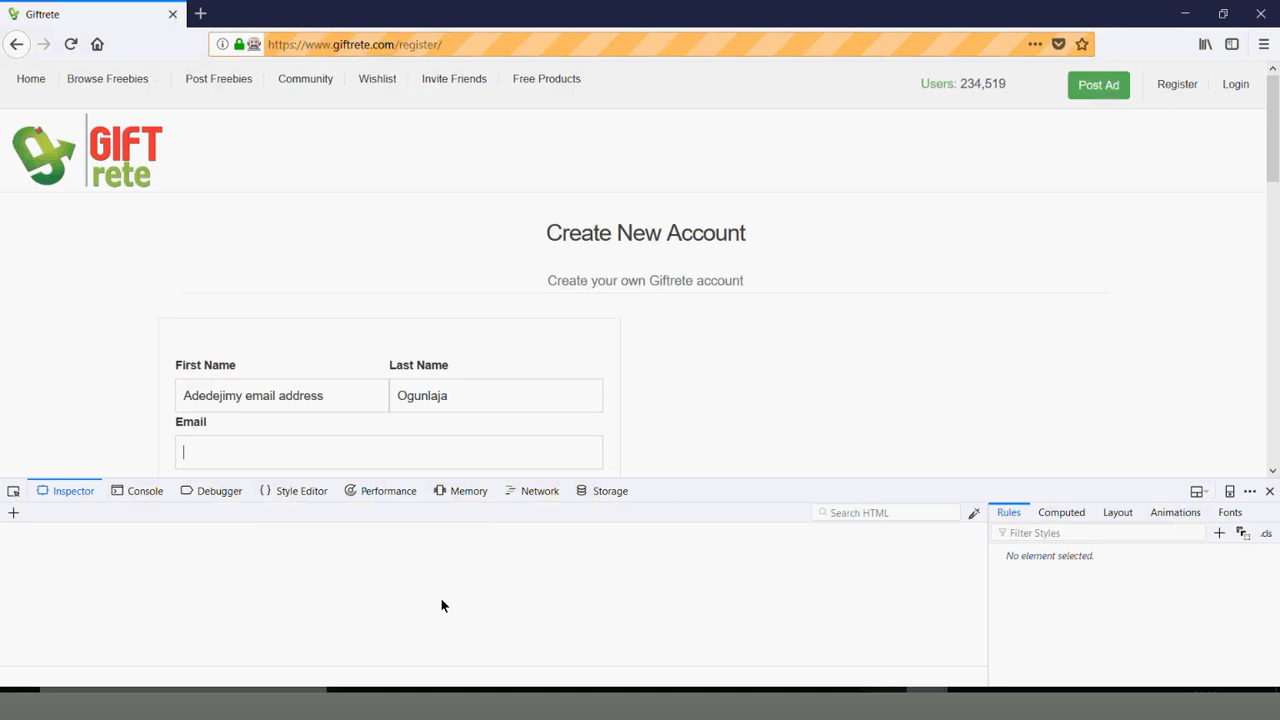 Giftrete
https://www.giftrete.com/register/
Home Browse Freebies Post Freebies Community Wishlist Invite Friends Free Products Users: 234,519 Post Ad Register Login
GIFT
rete
Create New Account
Create your own Giftrete account
First Name Last Name
Adedejimy email address Ogunlaja
Email
Inspector Console Debugger Style Editor Performance Memory Network Storage
Search HTML Rules Computed Layout Animations Fonts
Filter Styles .cls
No element selected.